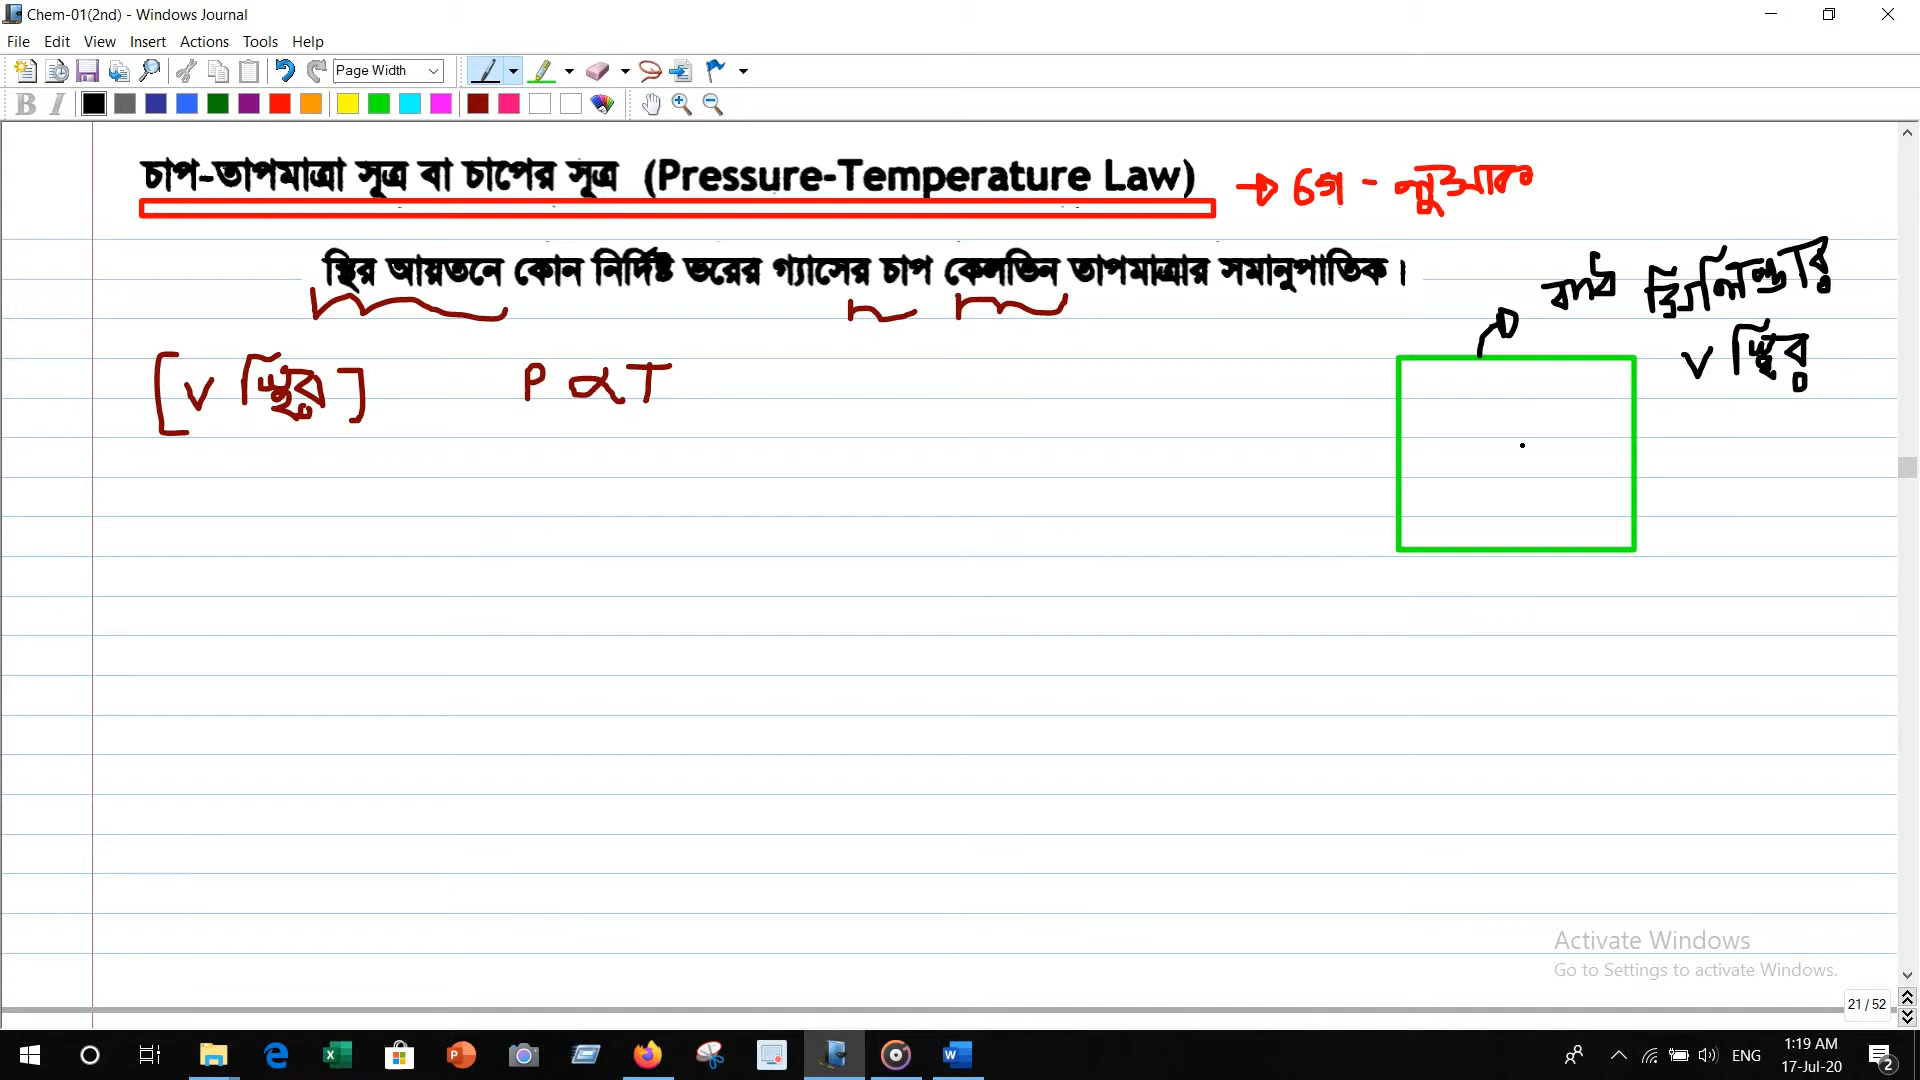 Chem-01(2nd) - Windows Journal
File Edit View Insert Actions Tools Help
Page Width
B I
চাপ-তাপমাত্রা সূত্র বা চাপের সূত্র (Pressure-Temperature Law)
গে - লুসাক
স্থির আয়তনে কোন নির্দিষ্ট ভরের গ্যাসের চাপ কেলভিন তাপমাত্রার সমানুপাতিক।
সিলিন্ডার
V স্থির
[V স্থির] P ∝ T
Activate Windows
Go to Settings to activate Windows.
21 / 52
ENG
1:19 AM
17-Jul-20
2